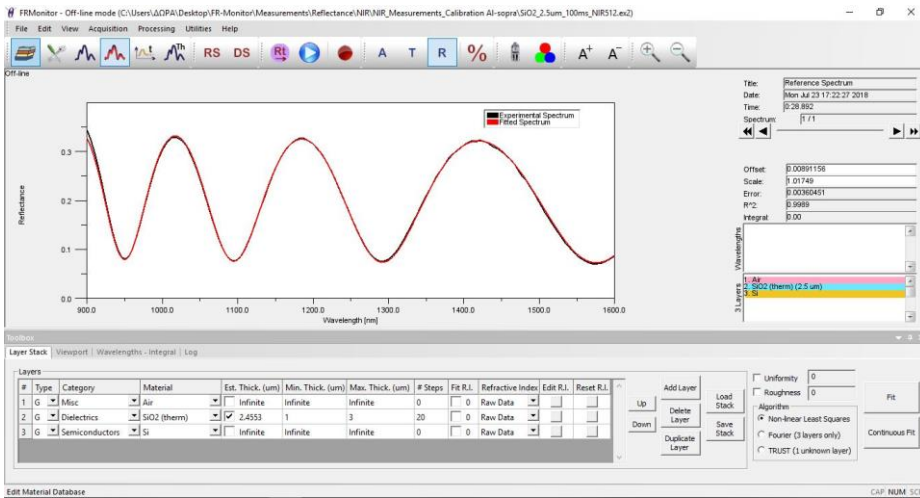 FRMonitor - Off-line mode (C:\Users\ΔOPA\Desktop\FR-Monitor\Measurements\Reflectance\NIR\NIR_Measurements_Calibration Al-sopra\SiO2_2.5um_100ms_NIR512.ex2)
File Edit View Acquisition Processing Utilities Help
Th RS DS Rt A T R % A+ A-
Off-line
Title: Reference Spectrum
Date: Mon Jul 23 17:22:27 2018
Time: 0:28.892
Spectrum: 1 / 1
Experimental Spectrum
Fitted Spectrum
Offset: 0.00891156
Scale: 1.01749
Error: 0.00360451
R^2: 0.9989
Integral: 0.00
Reflectance
0.3
0.2
0.1
0.0
900.0 1000.0 1100.0 1200.0 1300.0 1400.0 1500.0 1600.0
Wavelength [nm]
Wavelengths
3 Layers
1. Air
2. SiO2 (therm) (2.5 um)
3. Si
Toolbox
Layer Stack Viewport Wavelengths - Integral Log
Layers
# Type Category Material Est. Thick. (um) Min. Thick. (um) Max. Thick. (um) # Steps Fit R.I. Refractive Index Edit R.I. Reset R.I.
1 G Misc Air Infinite Infinite Infinite 0 0 Raw Data
2 G Dielectrics SiO2 (therm) 2.4553 1 3 20 0 Raw Data
3 G Semiconductors Si Infinite Infinite Infinite 0 0 Raw Data
Up
Down
Add Layer
Delete Layer
Duplicate Layer
Load Stack
Save Stack
Uniformity 0
Roughness 0
Algorithm
Non-linear Least Squares
Fourier (3 layers only)
TRUST (1 unknown layer)
Fit
Continuous Fit
Edit Material Database
CAP NUM SC